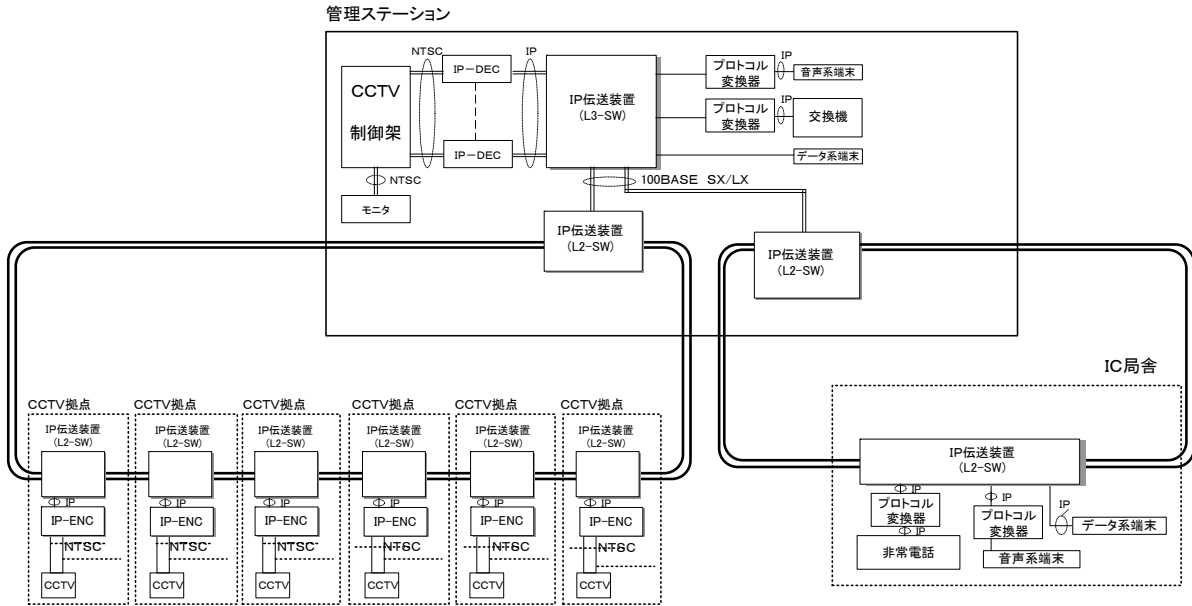 管理ステーション
NTSC
IP
IP－DEC
CCTV
制御架
IP伝送装置
(L3-SW)
プロトコル
変換器
IP
音声系端末
プロトコル
変換器
IP
交換機
IP－DEC
データ系端末
NTSC
モニタ
100BASE SX/LX
IP伝送装置
(L2-SW)
IP伝送装置
(L2-SW)
IC局舎
CCTV拠点
CCTV拠点
CCTV拠点
CCTV拠点
CCTV拠点
CCTV拠点
IP伝送装置
(L2-SW)
IP伝送装置
(L2-SW)
IP伝送装置
(L2-SW)
IP伝送装置
(L2-SW)
IP伝送装置
(L2-SW)
IP伝送装置
(L2-SW)
IP
IP
IP
IP
IP
IP
IP-ENC
IP-ENC
IP-ENC
IP-ENC
IP-ENC
IP-ENC
NTSC
NTSC
NTSC
NTSC
NTSC
NTSC
CCTV
CCTV
CCTV
CCTV
CCTV
CCTV
IP伝送装置
(L2-SW)
IP
プロトコル
変換器
IP
非常電話
IP
プロトコル
変換器
音声系端末
IP
データ系端末